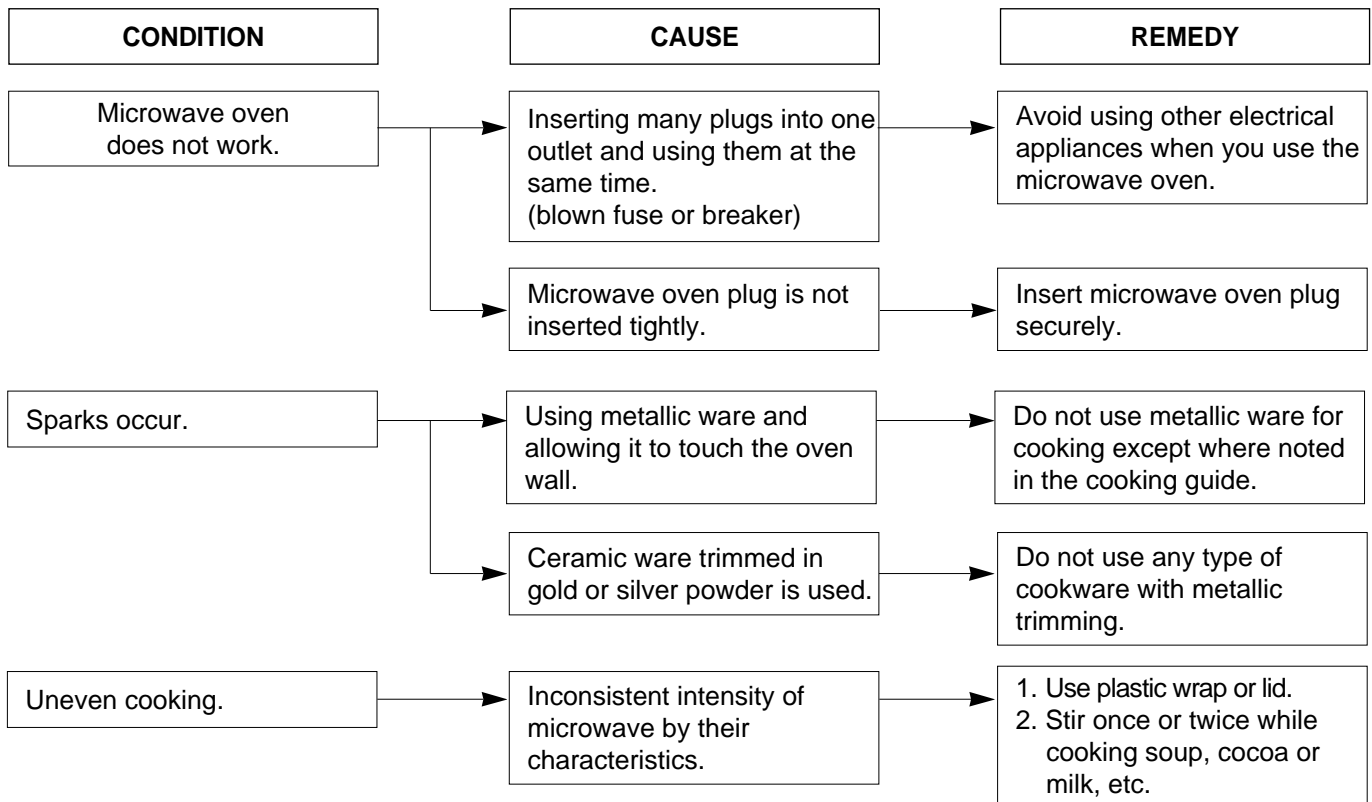 CONDITION
CAUSE
REMEDY
Microwave oven
does not work.
Inserting many plugs into one
outlet and using them at the
same time.
(blown fuse or breaker)
Avoid using other electrical
appliances when you use the
microwave oven.
Microwave oven plug is not
inserted tightly.
Insert microwave oven plug
securely.
Sparks occur.
Using metallic ware and
allowing it to touch the oven
wall.
Do not use metallic ware for
cooking except where noted
in the cooking guide.
Ceramic ware trimmed in
gold or silver powder is used.
Do not use any type of
cookware with metallic
trimming.
Uneven cooking.
Inconsistent intensity of
microwave by their
characteristics.
1. Use plastic wrap or lid.
2. Stir once or twice while
cooking soup, cocoa or
milk, etc.